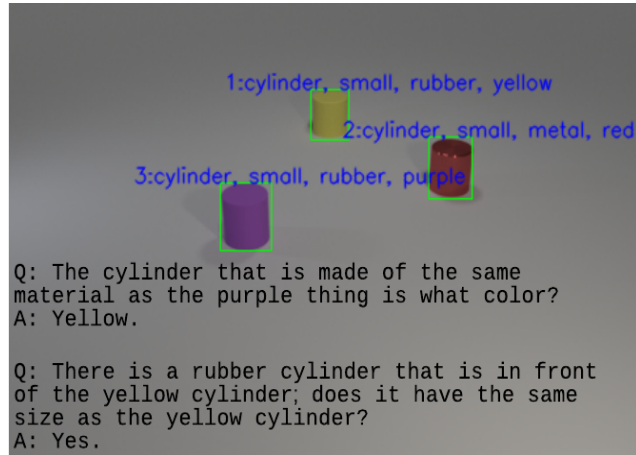 1:cylinder, small, rubber, yellow
2:cylinder, small, metal, red
3:cylinder, small, rubber, purple
Q: The cylinder that is made of the same
material as the purple thing is what color?
A: Yellow.
Q: There is a rubber cylinder that is in front
of the yellow cylinder; does it have the same
size as the yellow cylinder?
A: Yes.